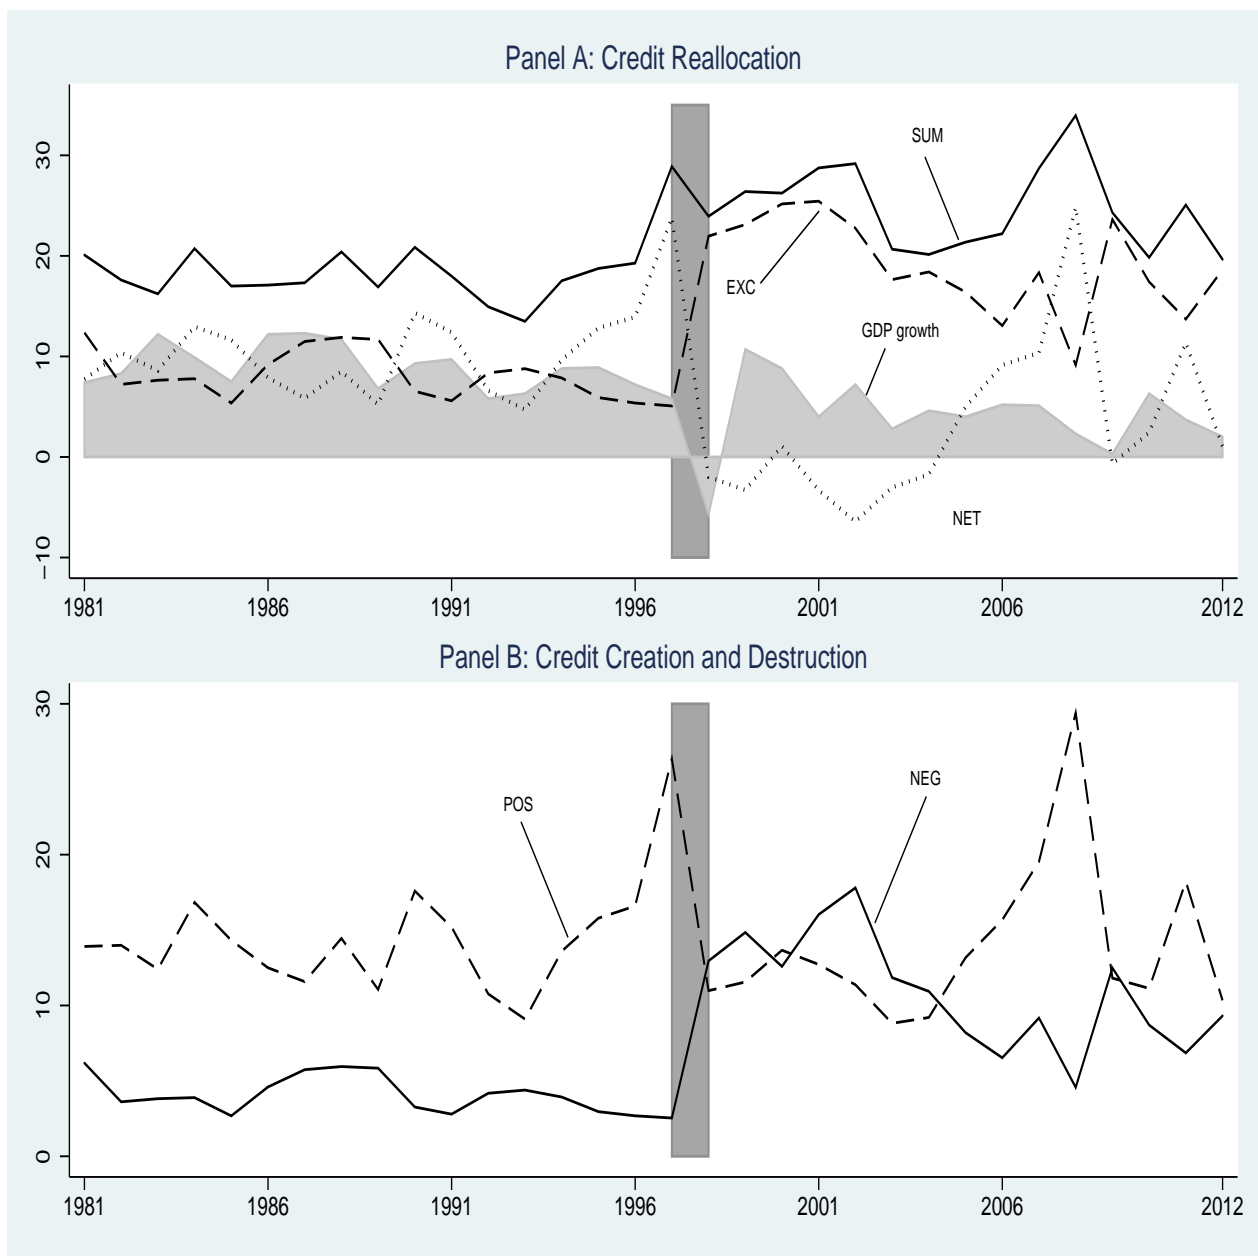 Panel A: Credit Reallocation
30
20
10
0
−10
SUM
EXC
GDP growth
NET
1981 1986 1991 1996 2001 2006 2012
Panel B: Credit Creation and Destruction
30
20
10
0
POS
NEG
1981 1986 1991 1996 2001 2006 2012